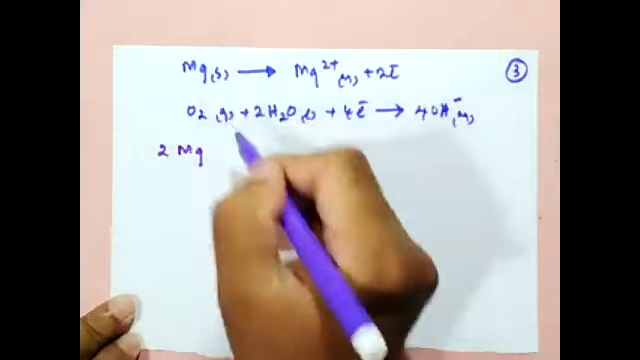 Mg(s) ⟶ Mg²⁺(aq) + 2ē
③
O₂(g) + 2H₂O(l) + 4ē ⟶ 4OH⁻(aq)
2 Mg